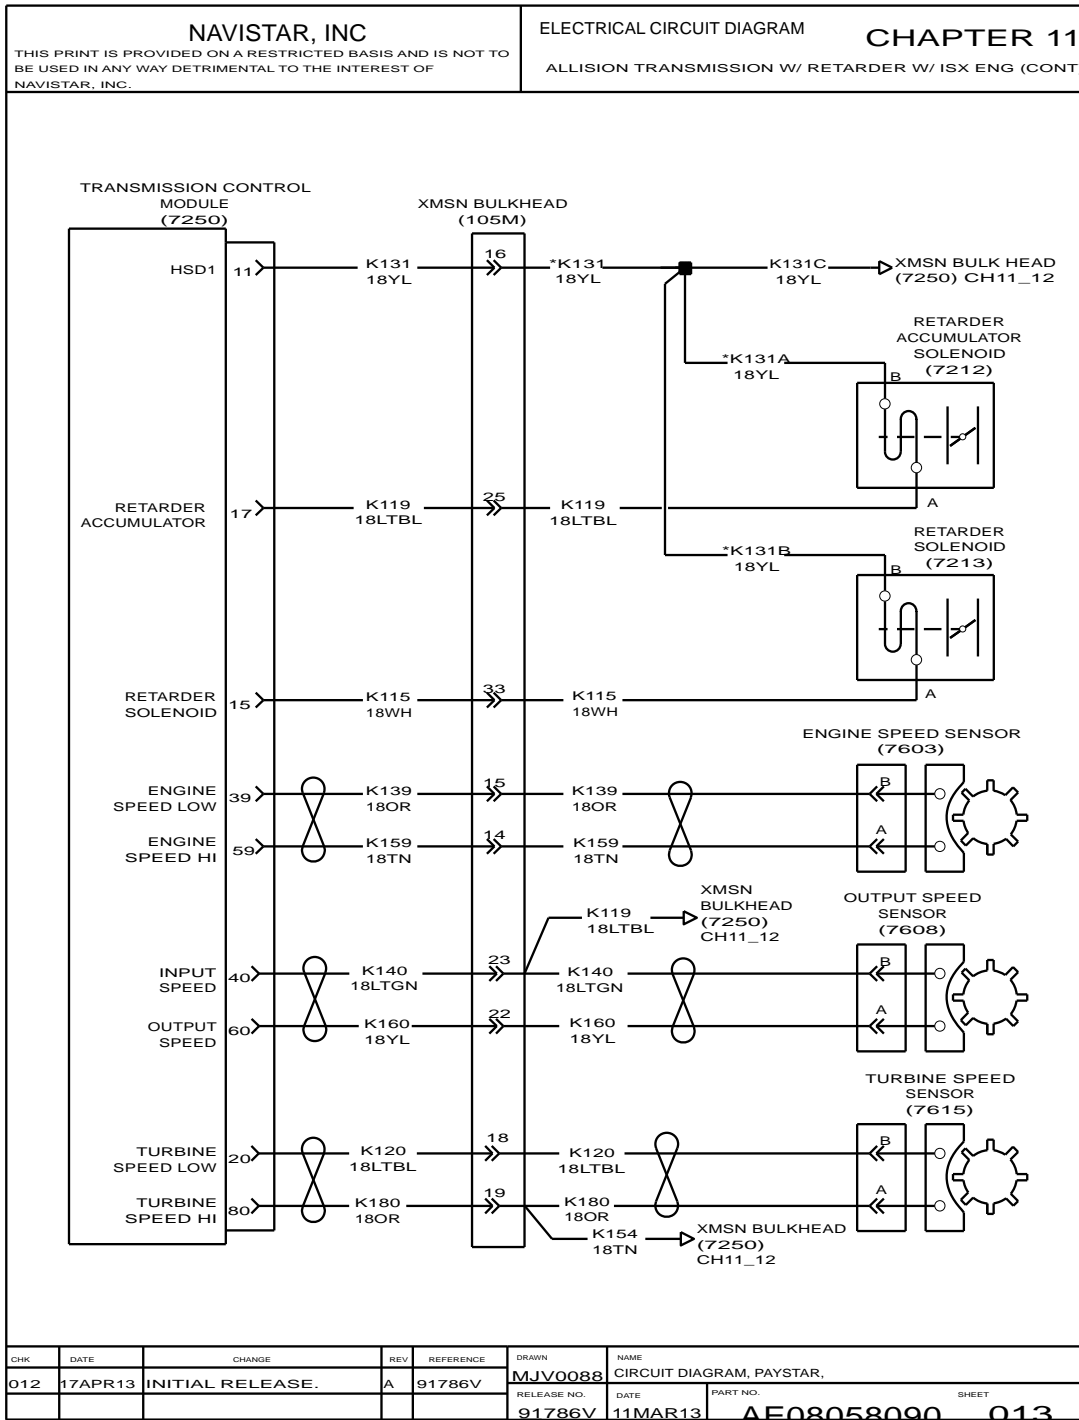 NAVISTAR, INC
THIS PRINT IS PROVIDED ON A RESTRICTED BASIS AND IS NOT TO
BE USED IN ANY WAY DETRIMENTAL TO THE INTEREST OF
NAVISTAR, INC.
ELECTRICAL CIRCUIT DIAGRAM
CHAPTER 11
ALLISION TRANSMISSION W/ RETARDER W/ ISX ENG (CONT
TRANSMISSION CONTROL
MODULE
(7250)
XMSN BULKHEAD
(105M)
HSD1
11
K131
18YL
16
*K131
18YL
K131C
18YL
XMSN BULK HEAD
(7250) CH11_12
RETARDER
ACCUMULATOR
SOLENOID
(7212)
*K131A
18YL
B
A
RETARDER
ACCUMULATOR
17
K119
18LTBL
25
K119
18LTBL
RETARDER
SOLENOID
(7213)
*K131B
18YL
B
A
RETARDER
SOLENOID
15
K115
18WH
33
K115
18WH
ENGINE SPEED SENSOR
(7603)
ENGINE
SPEED LOW
39
K139
18OR
15
K139
18OR
B
ENGINE
SPEED HI
59
K159
18TN
14
K159
18TN
A
K119
18LTBL
XMSN
BULKHEAD
(7250)
CH11_12
OUTPUT SPEED
SENSOR
(7608)
INPUT
SPEED
40
K140
18LTGN
23
K140
18LTGN
B
OUTPUT
SPEED
60
K160
18YL
22
K160
18YL
A
TURBINE SPEED
SENSOR
(7615)
TURBINE
SPEED LOW
20
K120
18LTBL
18
K120
18LTBL
B
TURBINE
SPEED HI
80
K180
18OR
19
K180
18OR
A
K154
18TN
XMSN BULKHEAD
(7250)
CH11_12
CHK DATE CHANGE REV REFERENCE
012 17APR13 INITIAL RELEASE. A 91786V
DRAWN
MJV0088
NAME
CIRCUIT DIAGRAM, PAYSTAR,
RELEASE NO.
91786V
DATE
11MAR13
PART NO.
AE08058090
SHEET
013